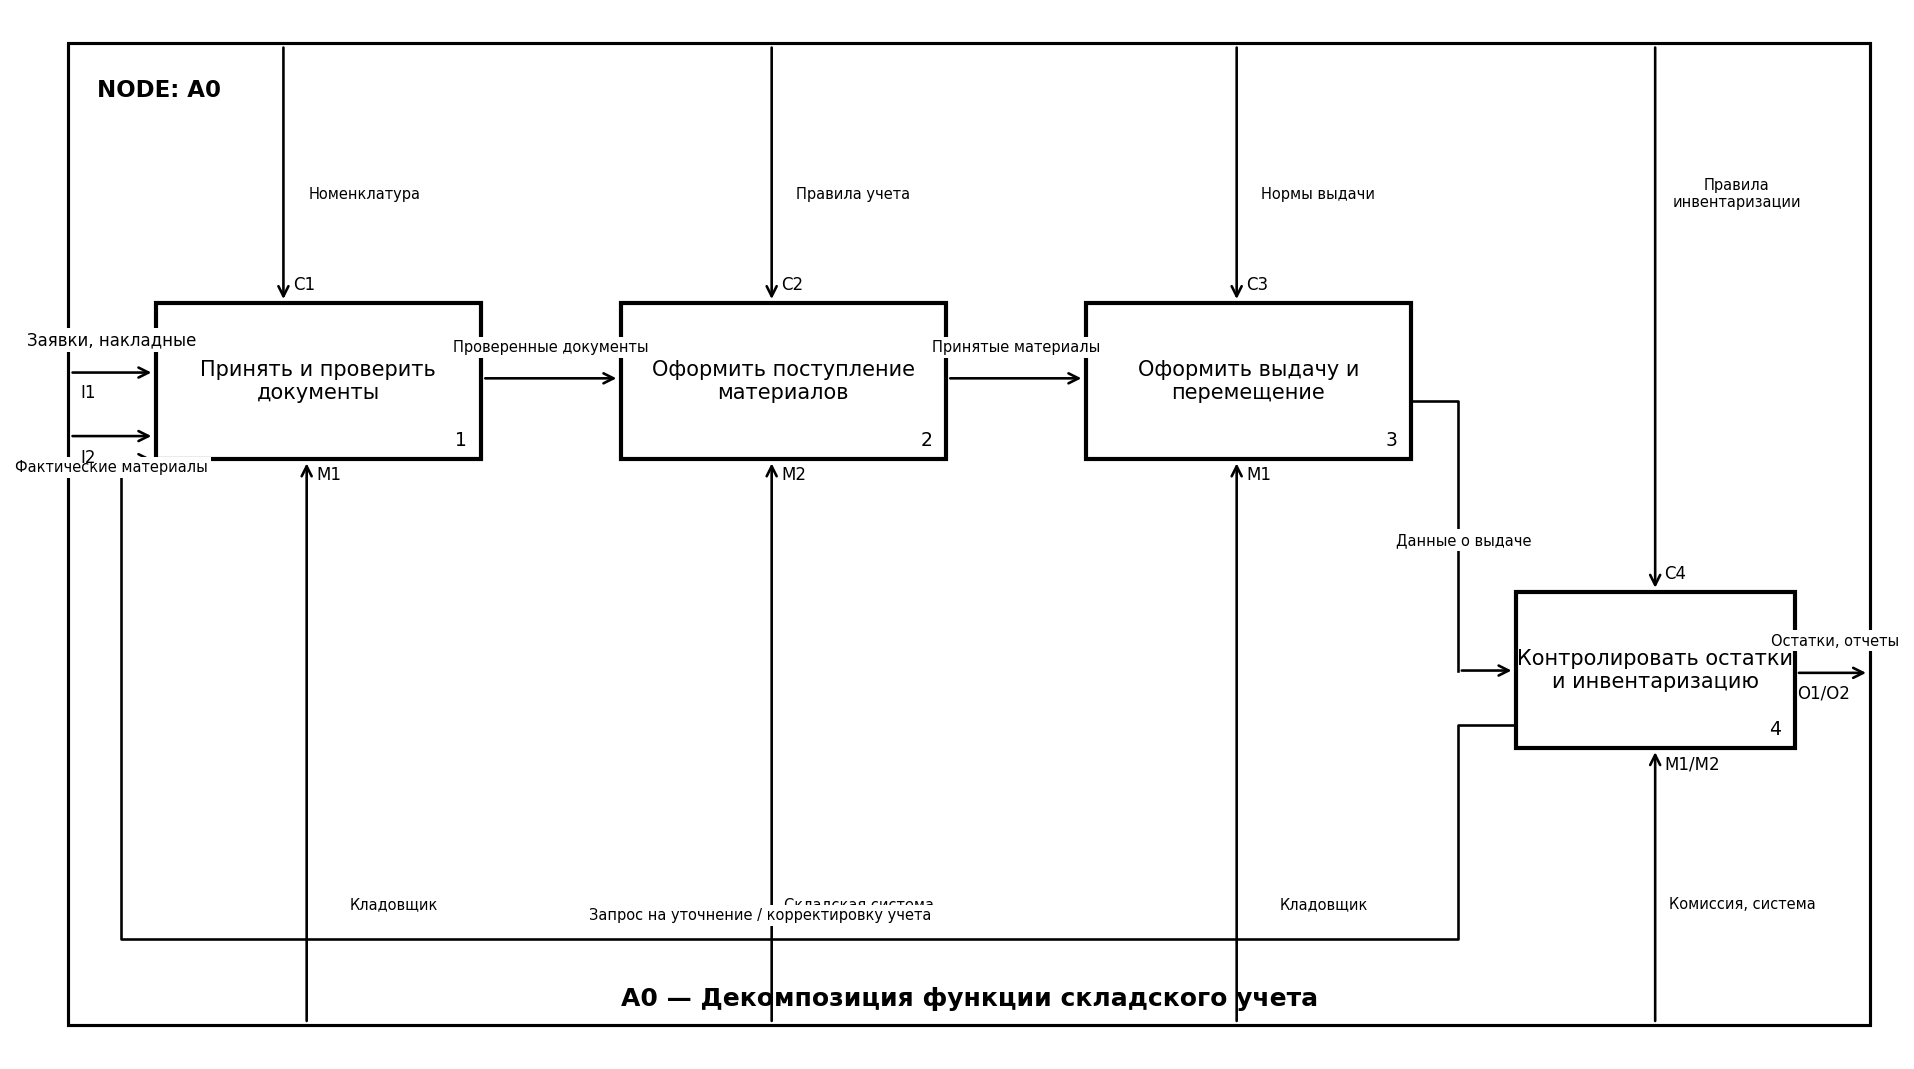 NODE: A0
Номенклатура
Правила учета
Нормы выдачи
Правила
инвентаризации
C1
C2
C3
Заявки, накладные
I1
I2
Фактические материалы
Принять и проверить
документы
1
Проверенные документы
Оформить поступление
материалов
2
Принятые материалы
Оформить выдачу и
перемещение
3
M1
M2
M1
Данные о выдаче
C4
Контролировать остатки
и инвентаризацию
4
Остатки, отчеты
O1/O2
M1/M2
Кладовщик
Складская система
Кладовщик
Комиссия, система
Запрос на уточнение / корректировку учета
A0 — Декомпозиция функции складского учета